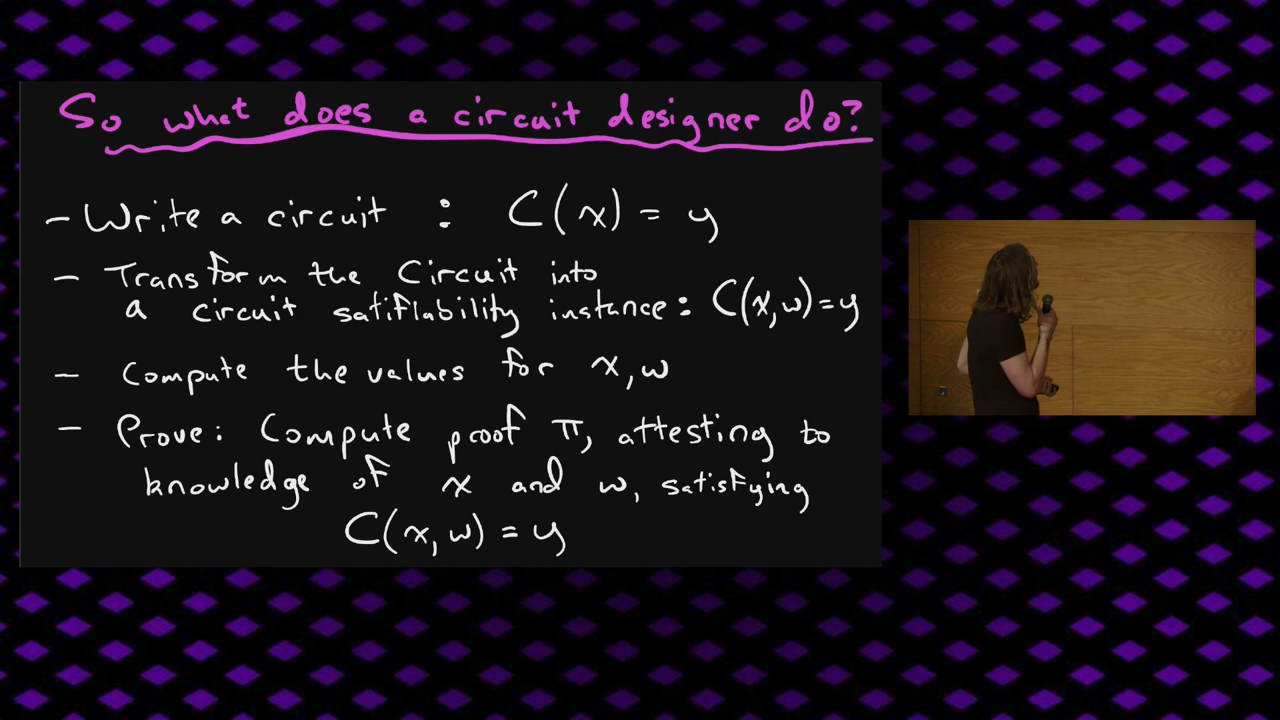 So what does a circuit designer do?
- Write a circuit : C(x) = y
- Transform the Circuit into
a circuit satifiability instance: C(x,w)=y
- Compute the values for x, w
- Prove: Compute proof π, attesting to
knowledge of x and w, satisfying
C(x, w) = y